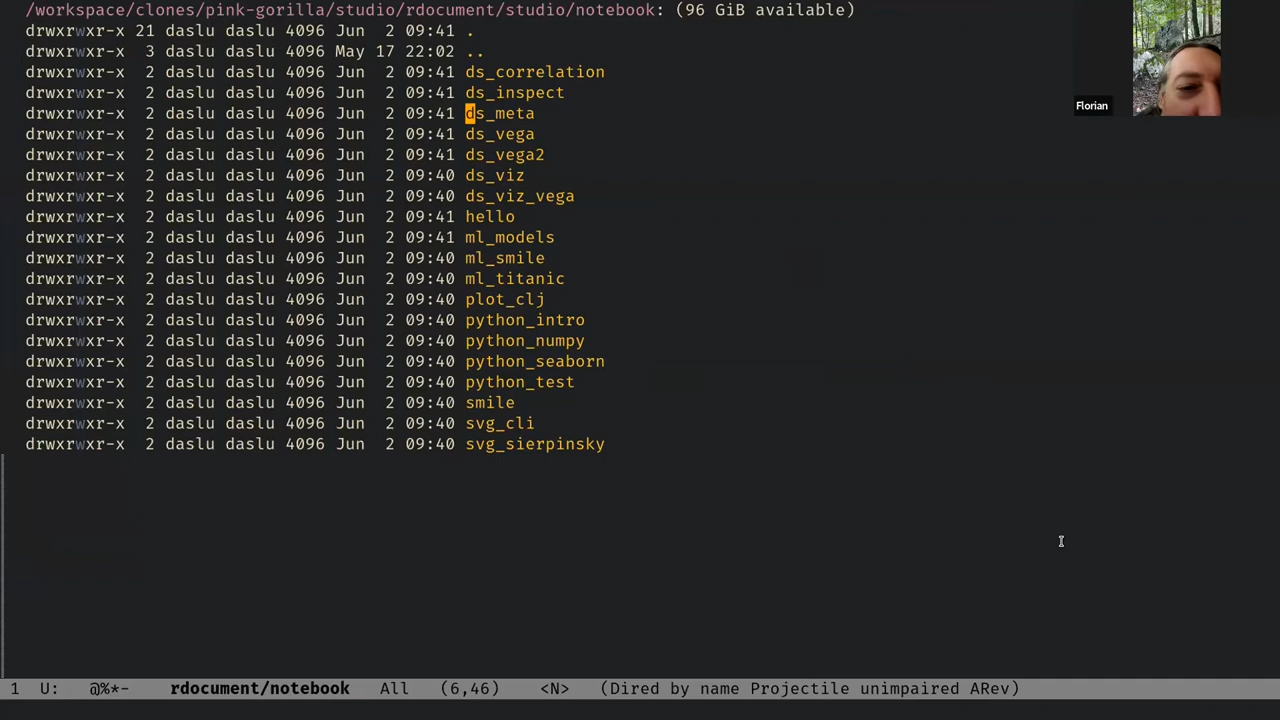 /workspace/clones/pink-gorilla/studio/rdocument/studio/notebook: (96 GiB available)
drwxrwxr-x 21 daslu daslu 4096 Jun  2 09:41 .
drwxrwxr-x  3 daslu daslu 4096 May 17 22:02 ..
drwxrwxr-x  2 daslu daslu 4096 Jun  2 09:41 ds_correlation
drwxrwxr-x  2 daslu daslu 4096 Jun  2 09:41 ds_inspect
drwxrwxr-x  2 daslu daslu 4096 Jun  2 09:41 ds_meta
drwxrwxr-x  2 daslu daslu 4096 Jun  2 09:41 ds_vega
drwxrwxr-x  2 daslu daslu 4096 Jun  2 09:41 ds_vega2
drwxrwxr-x  2 daslu daslu 4096 Jun  2 09:40 ds_viz
drwxrwxr-x  2 daslu daslu 4096 Jun  2 09:40 ds_viz_vega
drwxrwxr-x  2 daslu daslu 4096 Jun  2 09:41 hello
drwxrwxr-x  2 daslu daslu 4096 Jun  2 09:41 ml_models
drwxrwxr-x  2 daslu daslu 4096 Jun  2 09:40 ml_smile
drwxrwxr-x  2 daslu daslu 4096 Jun  2 09:40 ml_titanic
drwxrwxr-x  2 daslu daslu 4096 Jun  2 09:40 plot_clj
drwxrwxr-x  2 daslu daslu 4096 Jun  2 09:40 python_intro
drwxrwxr-x  2 daslu daslu 4096 Jun  2 09:40 python_numpy
drwxrwxr-x  2 daslu daslu 4096 Jun  2 09:40 python_seaborn
drwxrwxr-x  2 daslu daslu 4096 Jun  2 09:40 python_test
drwxrwxr-x  2 daslu daslu 4096 Jun  2 09:40 smile
drwxrwxr-x  2 daslu daslu 4096 Jun  2 09:40 svg_cli
drwxrwxr-x  2 daslu daslu 4096 Jun  2 09:40 svg_sierpinsky
Florian
1 U: @%*- rdocument/notebook All (6,46) <N> (Dired by name Projectile unimpaired ARev)